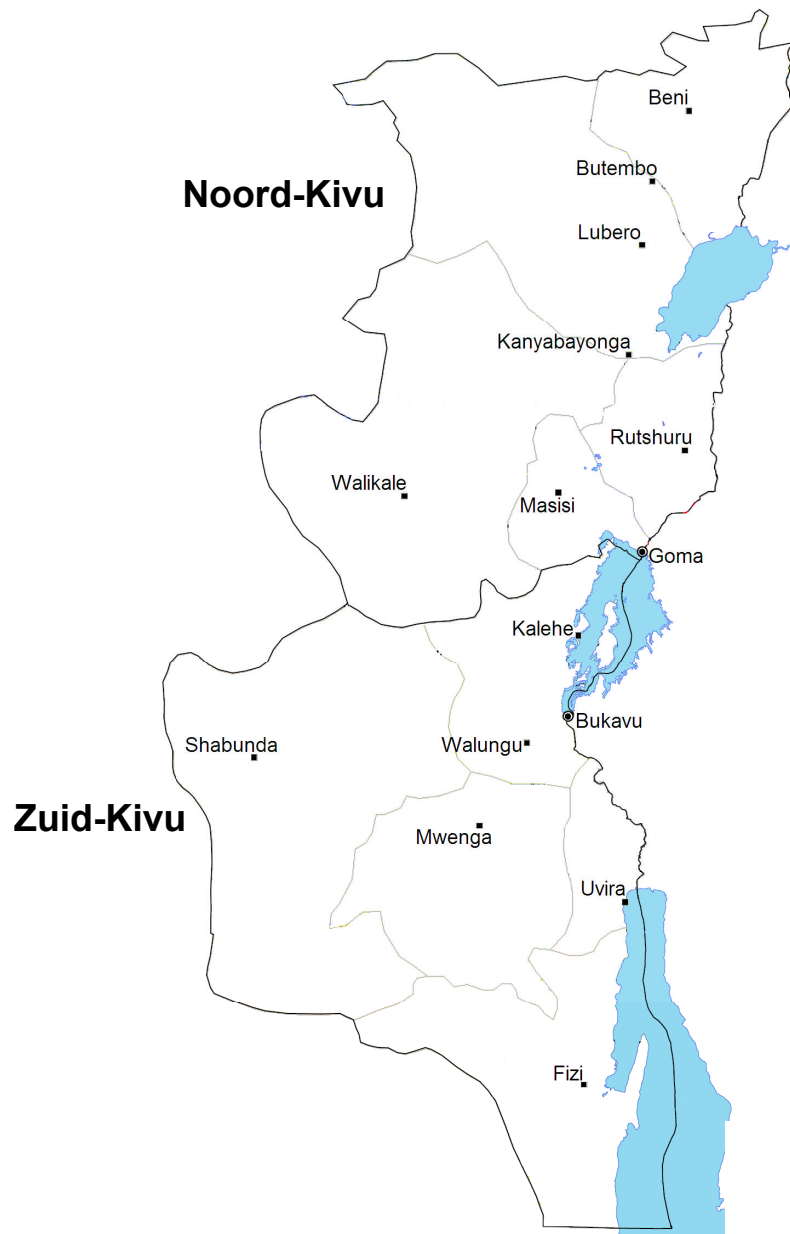 Beni
Butembo
Noord-Kivu
Lubero
Kanyabayonga
Rutshuru
Walikale
Masisi
Goma
Kalehe
Bukavu
Shabunda
Walungu
Zuid-Kivu
Mwenga
Uvira
Fizi